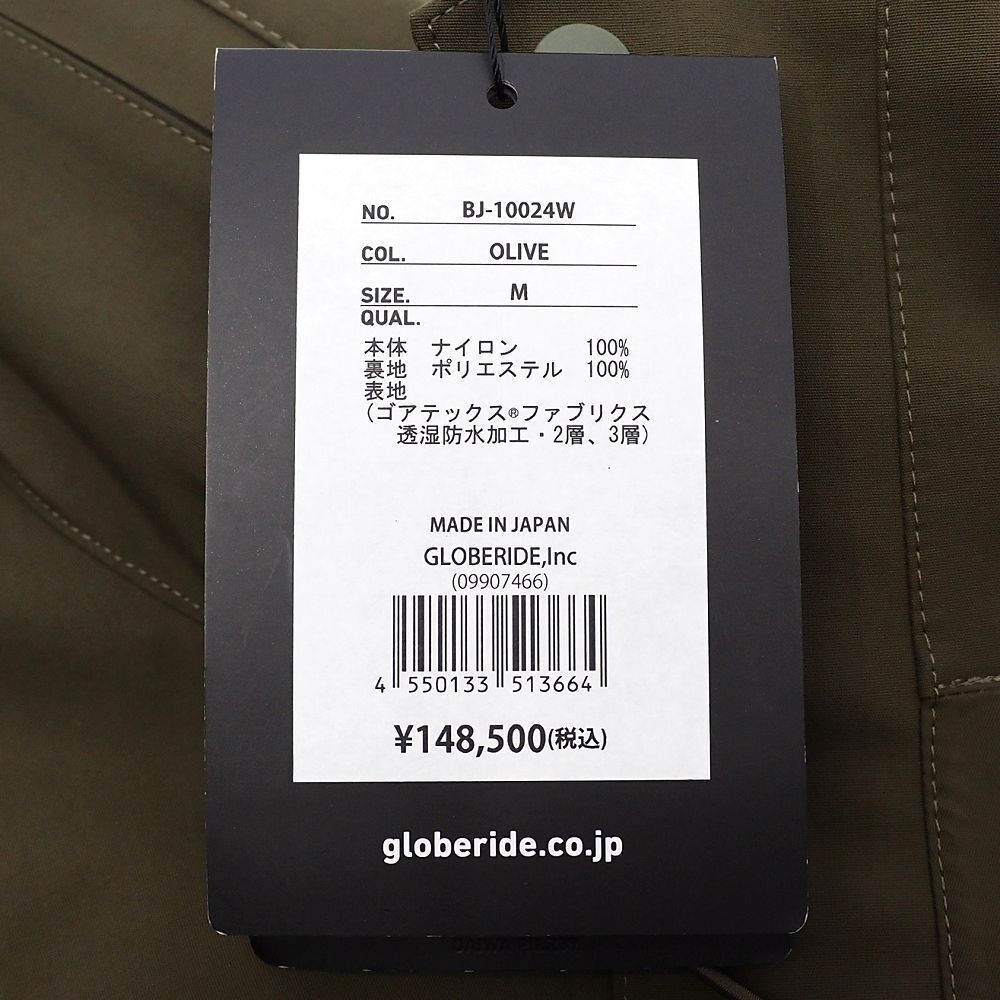 NO. BJ-10024W
COL. OLIVE
SIZE. M
QUAL.
本体 ナイロン 100%
裏地 ポリエステル 100%
表地
(ゴアテックス®ファブリクス
透湿防水加工・2層、3層)
MADE IN JAPAN
GLOBERIDE,Inc
(09907466)
4 550133 513664
¥148,500(税込)
globeride.co.jp